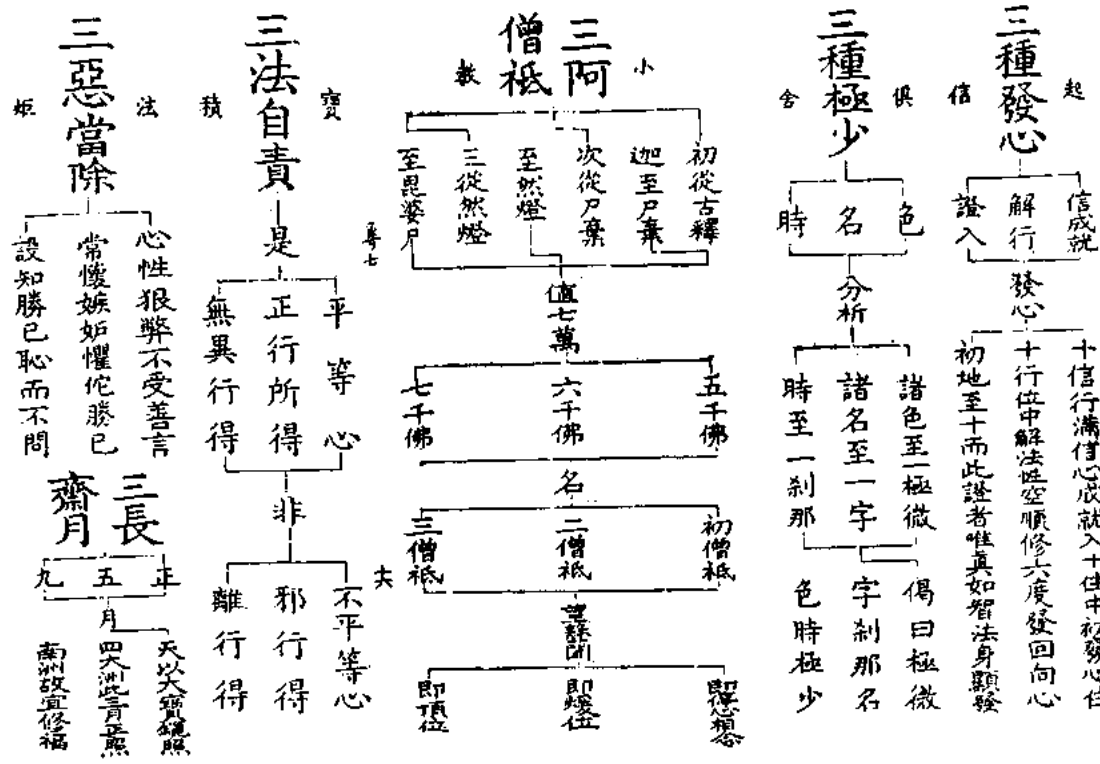 起信
三種發心
信成就
解行
證入
發心
十信行滿信心成就入十住中初發心住
十行位中解法性空順修六度發回向心
初地至十而此證者唯真如智法身顯發
俱舍
三種極少
色
名
時
分析
諸色至一極微
諸名至一字
時至一剎那
偈曰極微
字剎那名
色時極少
小教
三阿
僧祇
初從古釋
迦至尸棄
次從尸棄
至然燈
三從然燈
至毘婆尸
值七萬
五千佛
六千佛
七千佛
名
初僧祇
二僧祇
三僧祇
即煖位
即頂位
寶積
三法自責
是
平等心
正行所得
無異行得
非
不平等心
邪行得
離行得
法
三惡當除
心性狠弊不受善言
常懷嫉妬懼佗勝己
設知勝己恥而不問
三長
齋月
正
五
九
月
天以大寶鏡照
四大洲此三月正照
南洲故宜修福